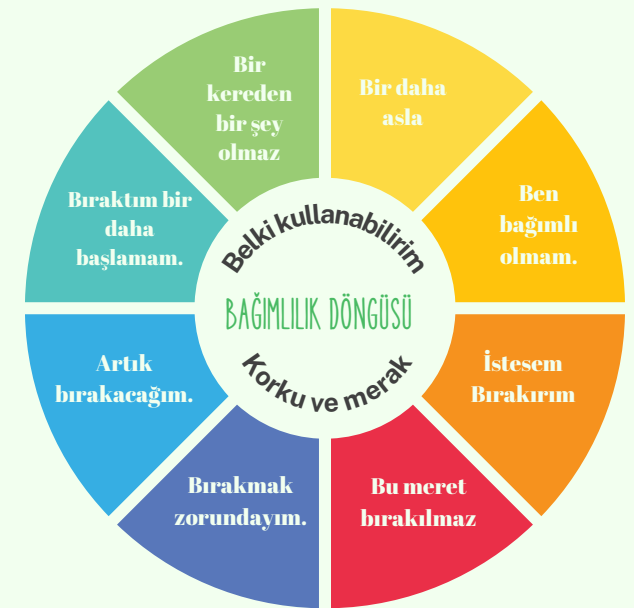 Bir
kereden
bir şey
olmaz
Bir daha
asla
Ben
bağımlı
olmam.
İstesem
Bırakırım
Bu meret
bırakılmaz
Bırakmak
zorundayım.
Artık
bırakacağım.
Bıraktım bir
daha
başlamam.
Belki kullanabilirim
BAĞIMLILIK DÖNGÜSÜ
Korku ve merak